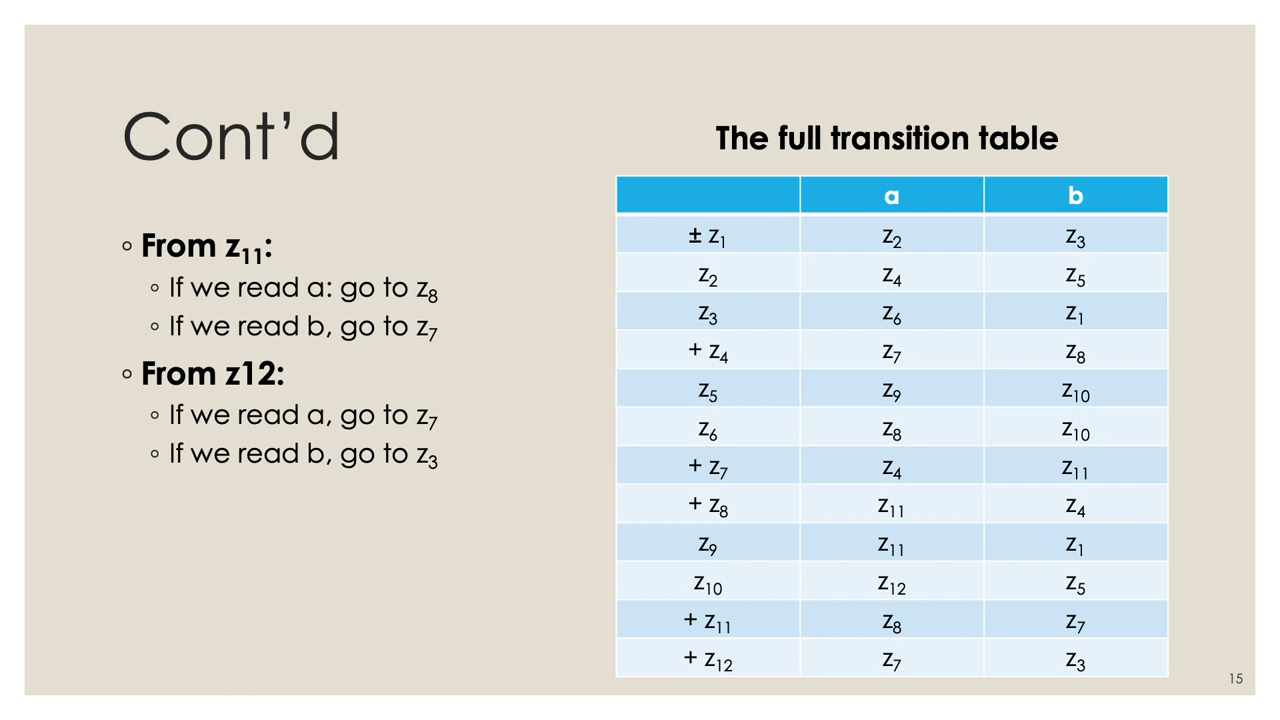 Cont’d
◦ From z₁₁:
◦ If we read a: go to z₈
◦ If we read b, go to z₇
◦ From z12:
◦ If we read a, go to z₇
◦ If we read b, go to z₃
The full transition table
a b
± z₁ z₂ z₃
z₂ z₄ z₅
z₃ z₆ z₁
+ z₄ z₇ z₈
z₅ z₉ z₁₀
z₆ z₈ z₁₀
+ z₇ z₄ z₁₁
+ z₈ z₁₁ z₄
z₉ z₁₁ z₁
z₁₀ z₁₂ z₅
+ z₁₁ z₈ z₇
+ z₁₂ z₇ z₃
15